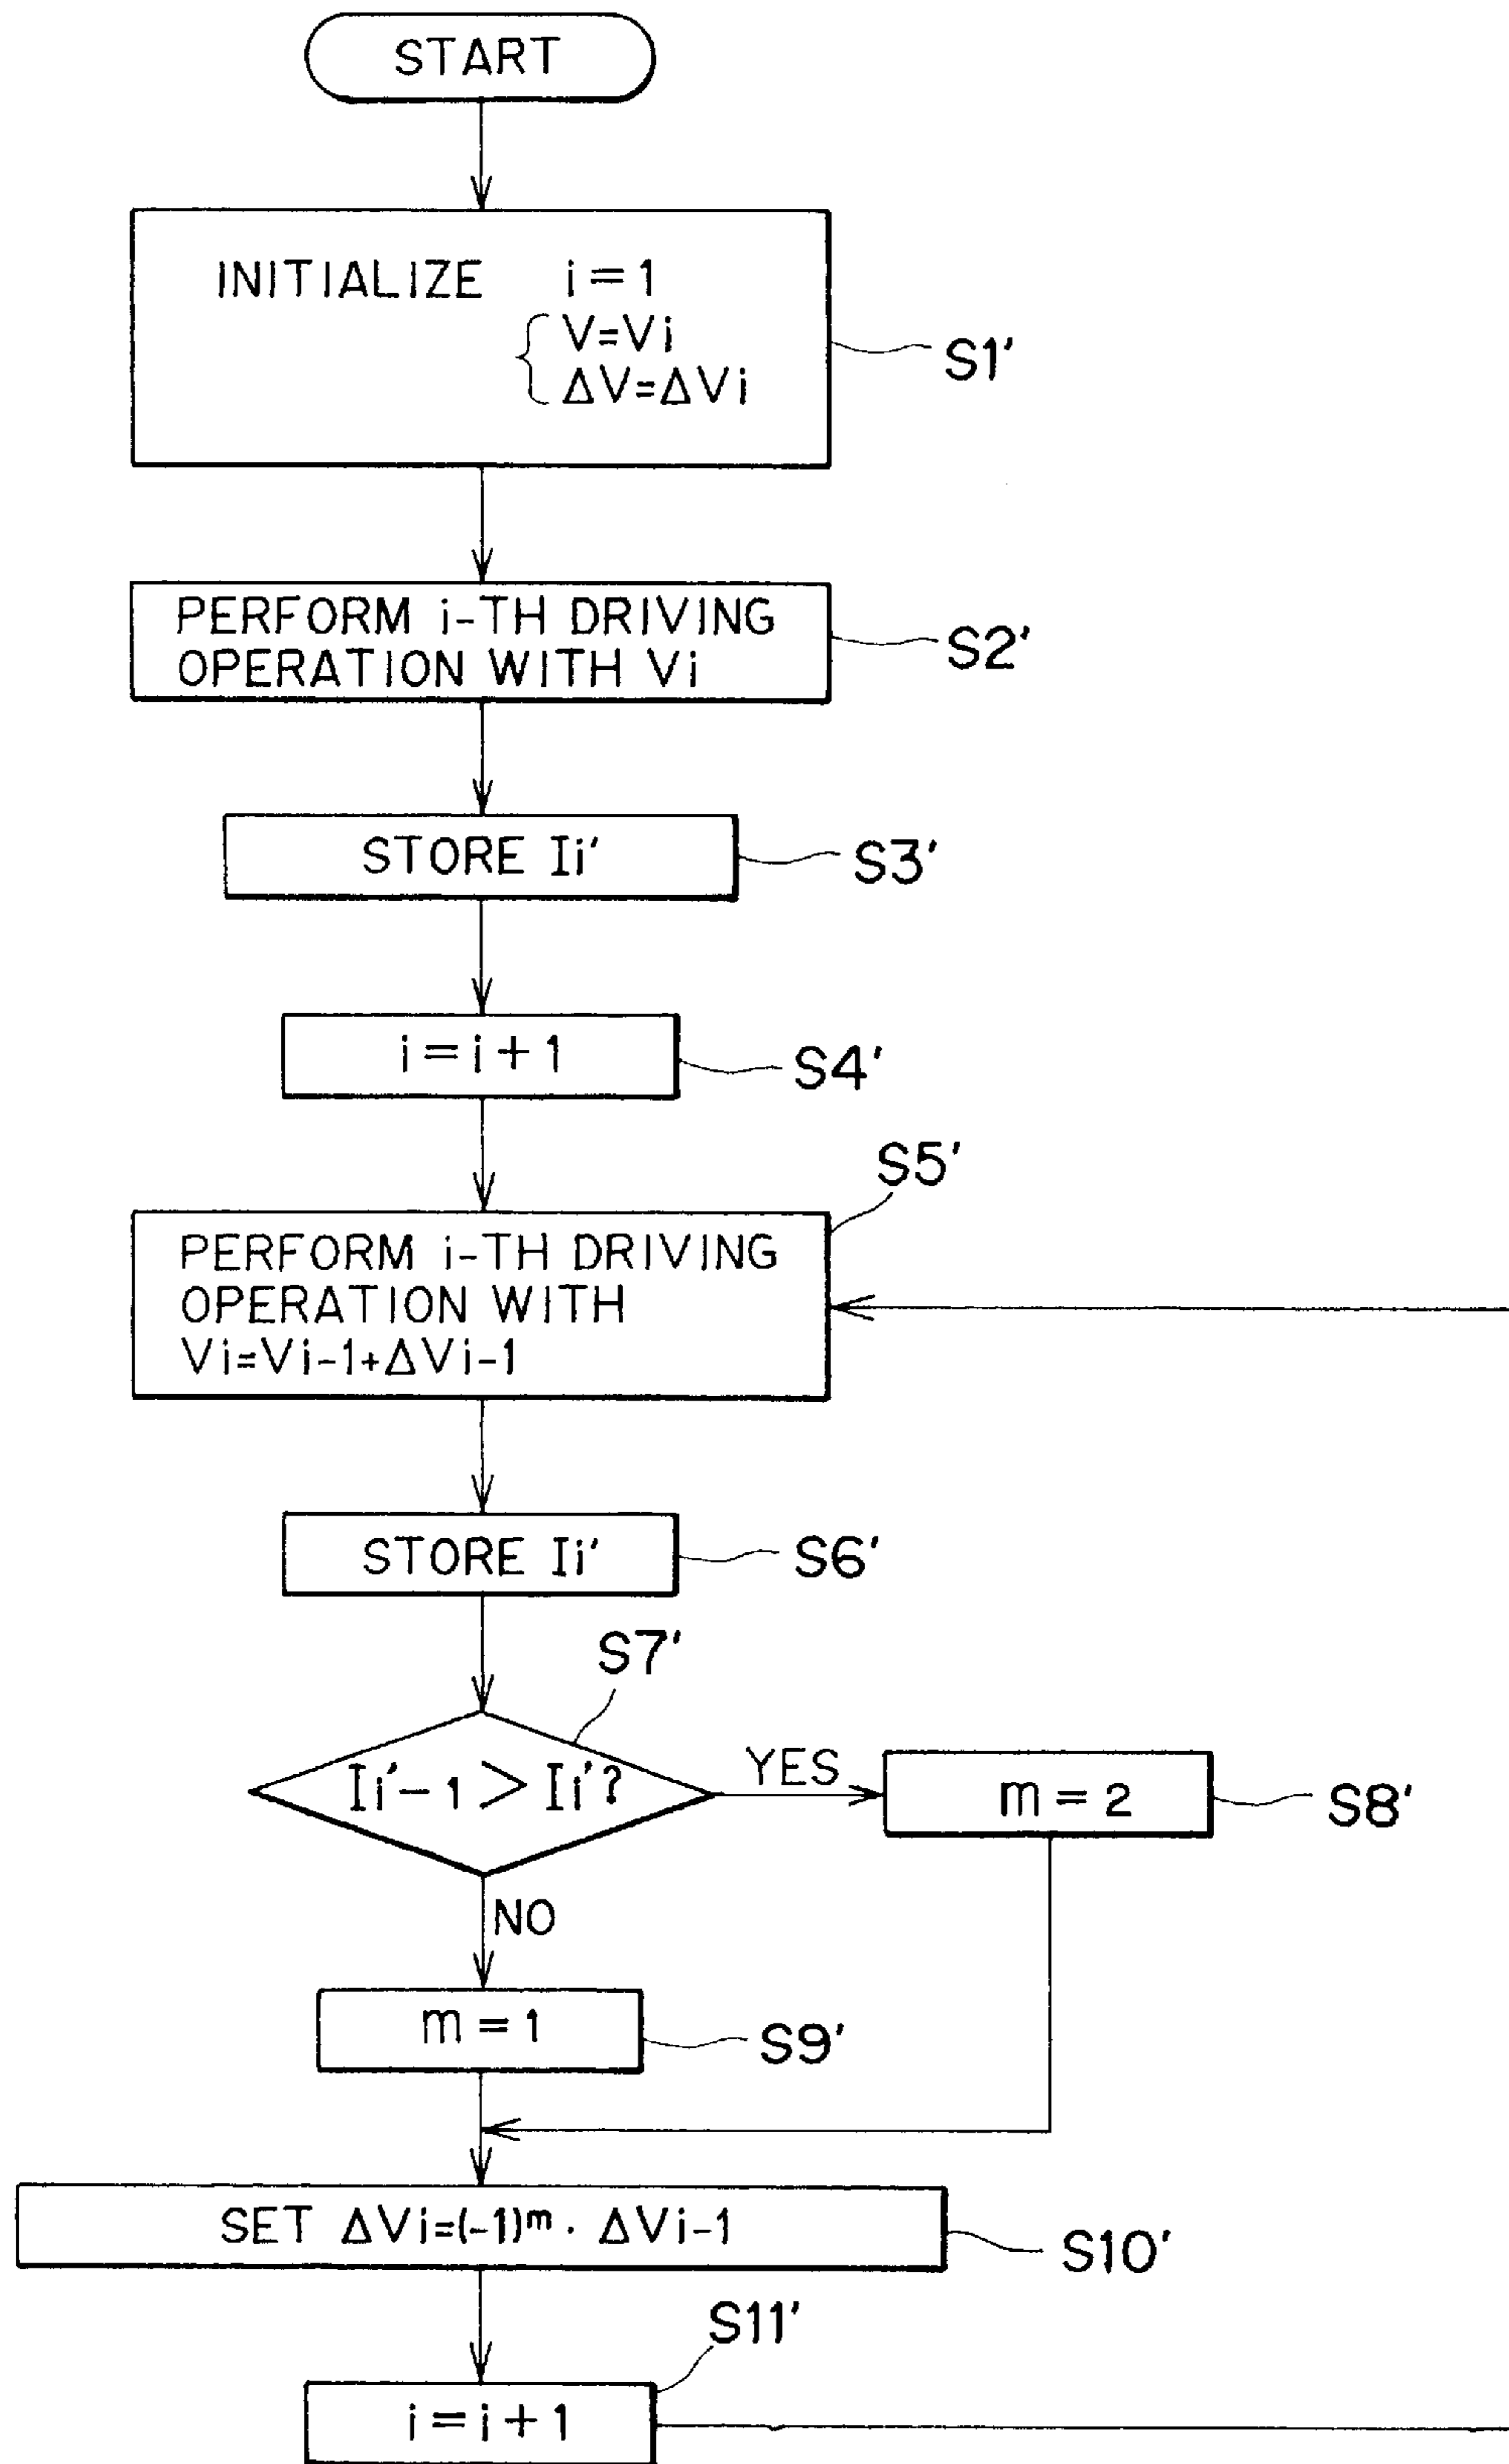 START
INITIALIZE i=1
V=Vi
ΔV=ΔVi
S1'
PERFORM i-TH DRIVING
OPERATION WITH Vi
S2'
STORE Ii'
S3'
i=i+1
S4'
S5'
PERFORM i-TH DRIVING
OPERATION WITH
Vi=Vi-1+ΔVi-1
STORE Ii'
S6'
S7'
Ii'-1 > Ii'?
YES
m=2
S8'
NO
m=1
S9'
SET ΔVi=(-1)ᵐ · ΔVi-1
S10'
S11'
i=i+1